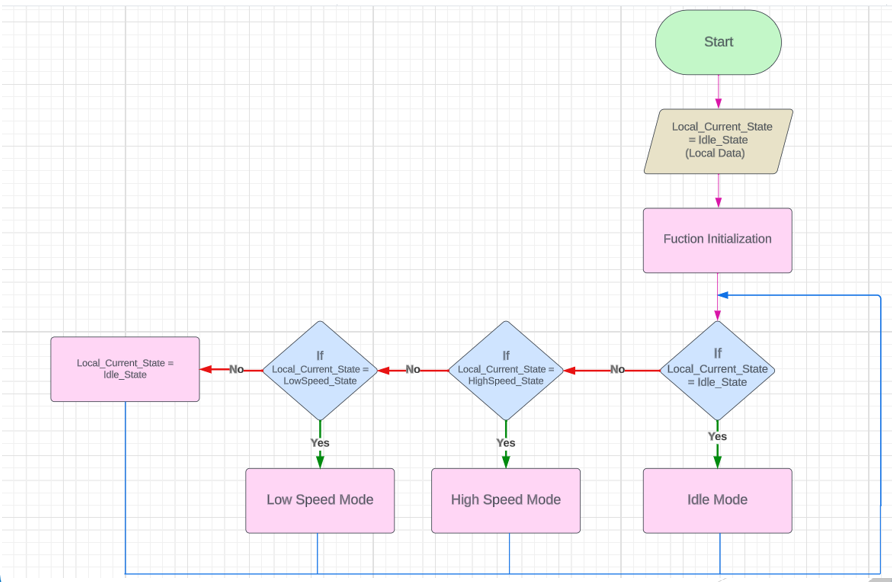 Start
Local_Current_State
= Idle_State
(Local Data)
Fuction Initialization
If
Local_Current_State
= Idle_State
No
If
Local_Current_State =
HighSpeed_State
No
If
Local_Current_State =
LowSpeed_State
No
Local_Current_State =
Idle_State
Yes
Yes
Yes
Low Speed Mode
High Speed Mode
Idle Mode